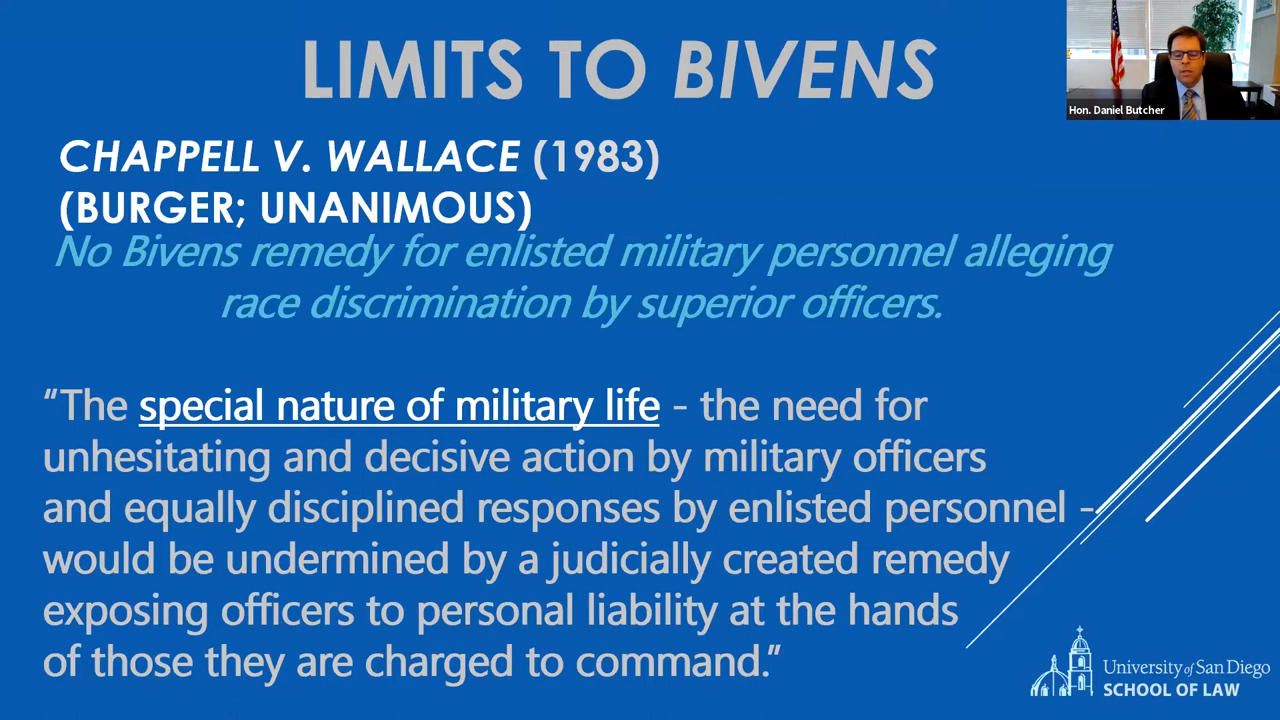 LIMITS TO BIVENS
Hon. Daniel Butcher
CHAPPELL V. WALLACE (1983)
(BURGER; UNANIMOUS)
No Bivens remedy for enlisted military personnel alleging
race discrimination by superior officers.
“The special nature of military life - the need for
unhesitating and decisive action by military officers
and equally disciplined responses by enlisted personnel -
would be undermined by a judicially created remedy
exposing officers to personal liability at the hands
of those they are charged to command.”
University of San Diego
SCHOOL OF LAW